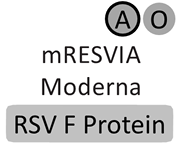 A O
mRESVIA
Moderna
RSV F Protein